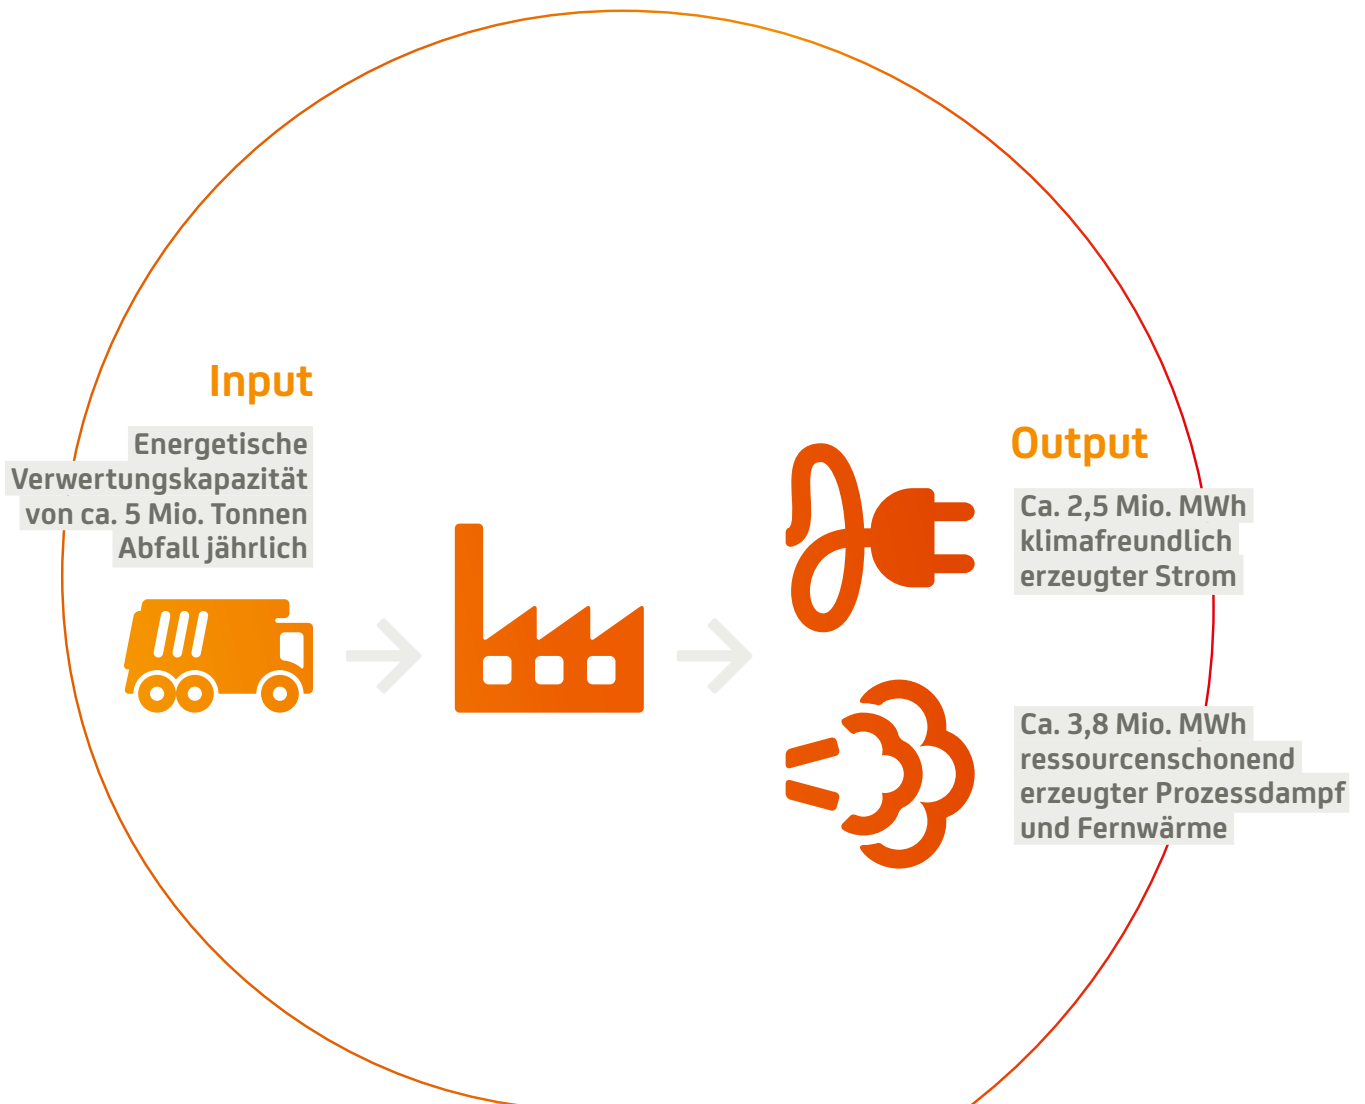 Input
Energetische
Verwertungskapazität
von ca. 5 Mio. Tonnen
Abfall jährlich
Output
Ca. 2,5 Mio. MWh
klimafreundlich
erzeugter Strom
Ca. 3,8 Mio. MWh
ressourcenschonend
erzeugter Prozessdampf
und Fernwärme